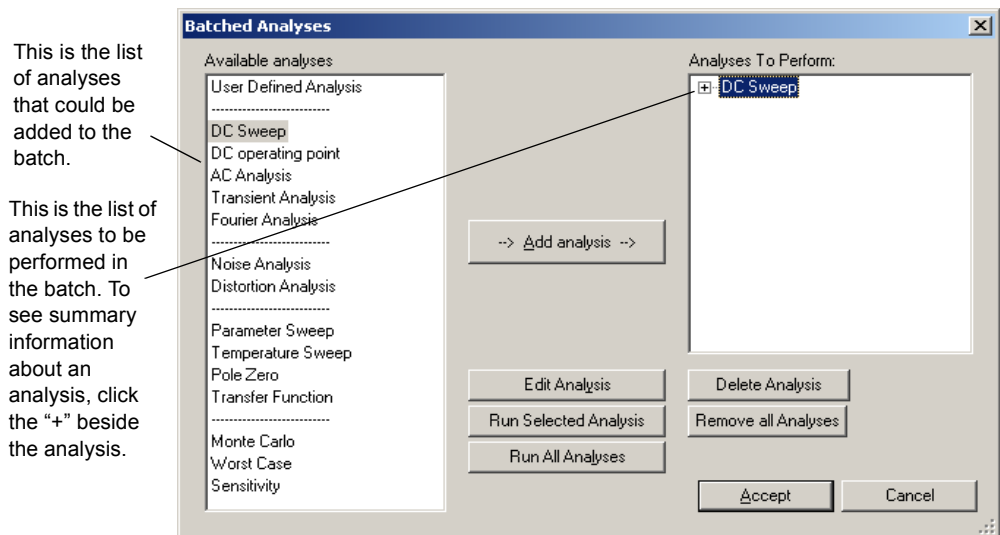 This is the list
of analyses
that could be
added to the
batch.
This is the list of
analyses to be
performed in
the batch. To
see summary
information
about an
analysis, click
the “+” beside
the analysis.
Batched Analyses
Available analyses
User Defined Analysis
----------------------------
DC Sweep
DC operating point
AC Analysis
Transient Analysis
Fourier Analysis
----------------------------
Noise Analysis
Distortion Analysis
----------------------------
Parameter Sweep
Temperature Sweep
Pole Zero
Transfer Function
----------------------------
Monte Carlo
Worst Case
Sensitivity
--> Add analysis -->
Edit Analysis
Run Selected Analysis
Run All Analyses
Analyses To Perform:
DC Sweep
Delete Analysis
Remove all Analyses
Accept
Cancel